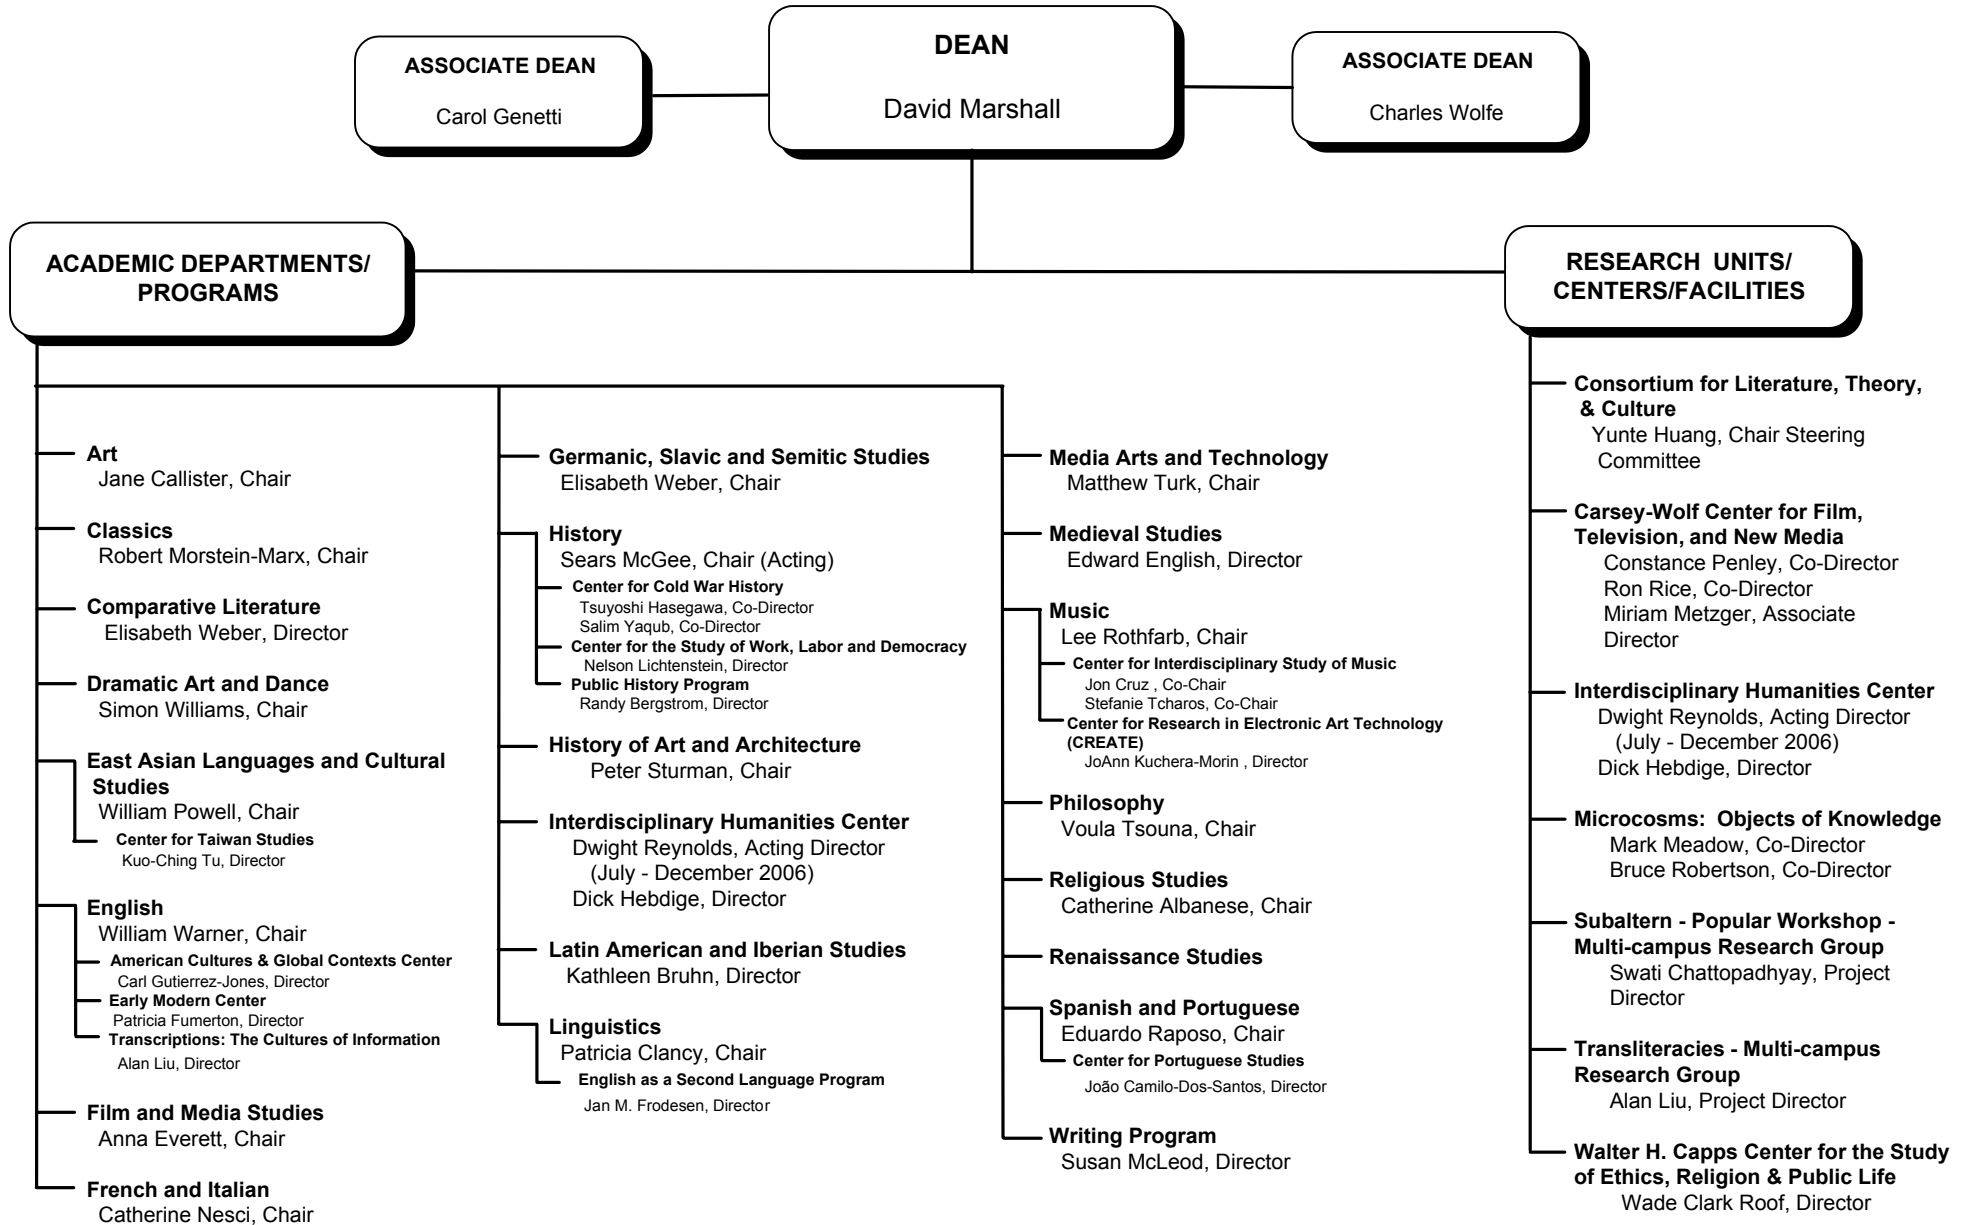 ASSOCIATE DEAN
Carol Genetti
DEAN
David Marshall
ASSOCIATE DEAN
Charles Wolfe
ACADEMIC DEPARTMENTS/
PROGRAMS
RESEARCH UNITS/
CENTERS/FACILITIES
Art
Jane Callister, Chair
Classics
Robert Morstein-Marx, Chair
Comparative Literature
Elisabeth Weber, Director
Dramatic Art and Dance
Simon Williams, Chair
East Asian Languages and Cultural
Studies
William Powell, Chair
Center for Taiwan Studies
Kuo-Ching Tu, Director
English
William Warner, Chair
American Cultures & Global Contexts Center
Carl Gutierrez-Jones, Director
Early Modern Center
Patricia Fumerton, Director
Transcriptions: The Cultures of Information
Alan Liu, Director
Film and Media Studies
Anna Everett, Chair
French and Italian
Catherine Nesci, Chair
Germanic, Slavic and Semitic Studies
Elisabeth Weber, Chair
History
Sears McGee, Chair (Acting)
Center for Cold War History
Tsuyoshi Hasegawa, Co-Director
Salim Yaqub, Co-Director
Center for the Study of Work, Labor and Democracy
Nelson Lichtenstein, Director
Public History Program
Randy Bergstrom, Director
History of Art and Architecture
Peter Sturman, Chair
Interdisciplinary Humanities Center
Dwight Reynolds, Acting Director
(July - December 2006)
Dick Hebdige, Director
Latin American and Iberian Studies
Kathleen Bruhn, Director
Linguistics
Patricia Clancy, Chair
English as a Second Language Program
Jan M. Frodesen, Director
Media Arts and Technology
Matthew Turk, Chair
Medieval Studies
Edward English, Director
Music
Lee Rothfarb, Chair
Center for Interdisciplinary Study of Music
Jon Cruz , Co-Chair
Stefanie Tcharos, Co-Chair
Center for Research in Electronic Art Technology
(CREATE)
JoAnn Kuchera-Morin , Director
Philosophy
Voula Tsouna, Chair
Religious Studies
Catherine Albanese, Chair
Renaissance Studies
Spanish and Portuguese
Eduardo Raposo, Chair
Center for Portuguese Studies
João Camilo-Dos-Santos, Director
Writing Program
Susan McLeod, Director
Consortium for Literature, Theory,
& Culture
Yunte Huang, Chair Steering
Committee
Carsey-Wolf Center for Film,
Television, and New Media
Constance Penley, Co-Director
Ron Rice, Co-Director
Miriam Metzger, Associate
Director
Interdisciplinary Humanities Center
Dwight Reynolds, Acting Director
(July - December 2006)
Dick Hebdige, Director
Microcosms: Objects of Knowledge
Mark Meadow, Co-Director
Bruce Robertson, Co-Director
Subaltern - Popular Workshop -
Multi-campus Research Group
Swati Chattopadhyay, Project
Director
Transliteracies - Multi-campus
Research Group
Alan Liu, Project Director
Walter H. Capps Center for the Study
of Ethics, Religion & Public Life
Wade Clark Roof, Director